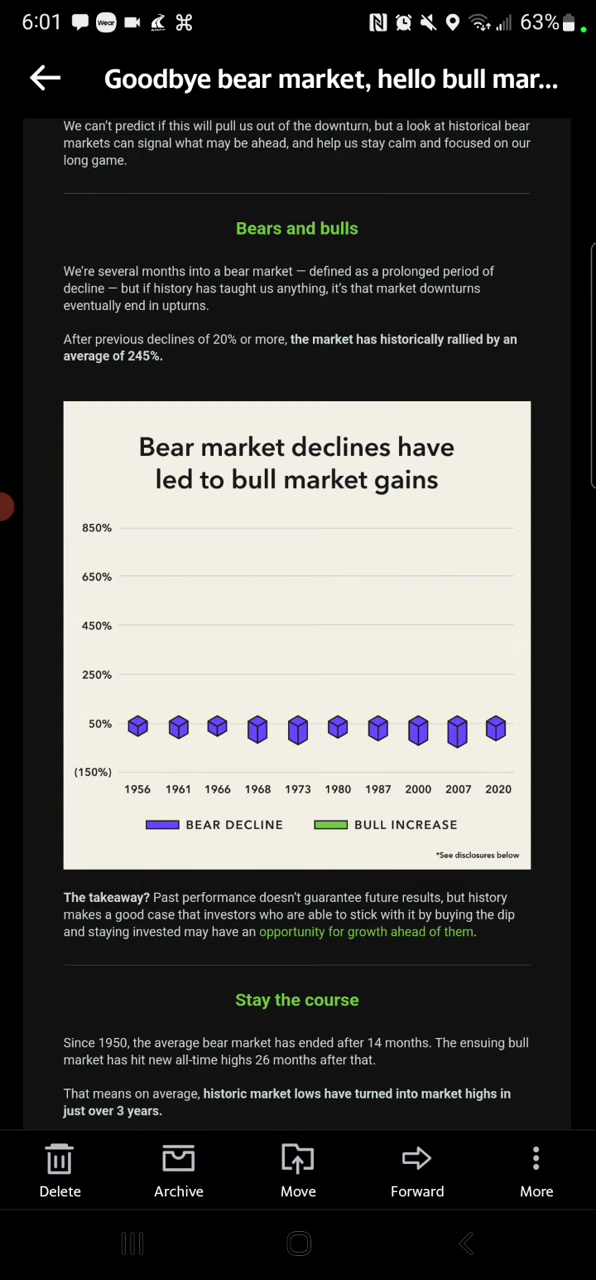 6:01
Wear
63%
Goodbye bear market, hello bull mar...
We can't predict if this will pull us out of the downturn, but a look at historical bear
markets can signal what may be ahead, and help us stay calm and focused on our
long game.
Bears and bulls
We're several months into a bear market — defined as a prolonged period of
decline — but if history has taught us anything, it's that market downturns
eventually end in upturns.
After previous declines of 20% or more, the market has historically rallied by an
average of 245%.
Bear market declines have
led to bull market gains
850%
650%
450%
250%
50%
(150%)
1956 1961 1966 1968 1973 1980 1987 2000 2007 2020
BEAR DECLINE BULL INCREASE
*See disclosures below
The takeaway? Past performance doesn't guarantee future results, but history
makes a good case that investors who are able to stick with it by buying the dip
and staying invested may have an opportunity for growth ahead of them.
Stay the course
Since 1950, the average bear market has ended after 14 months. The ensuing bull
market has hit new all-time highs 26 months after that.
That means on average, historic market lows have turned into market highs in
just over 3 years.
Delete Archive Move Forward More